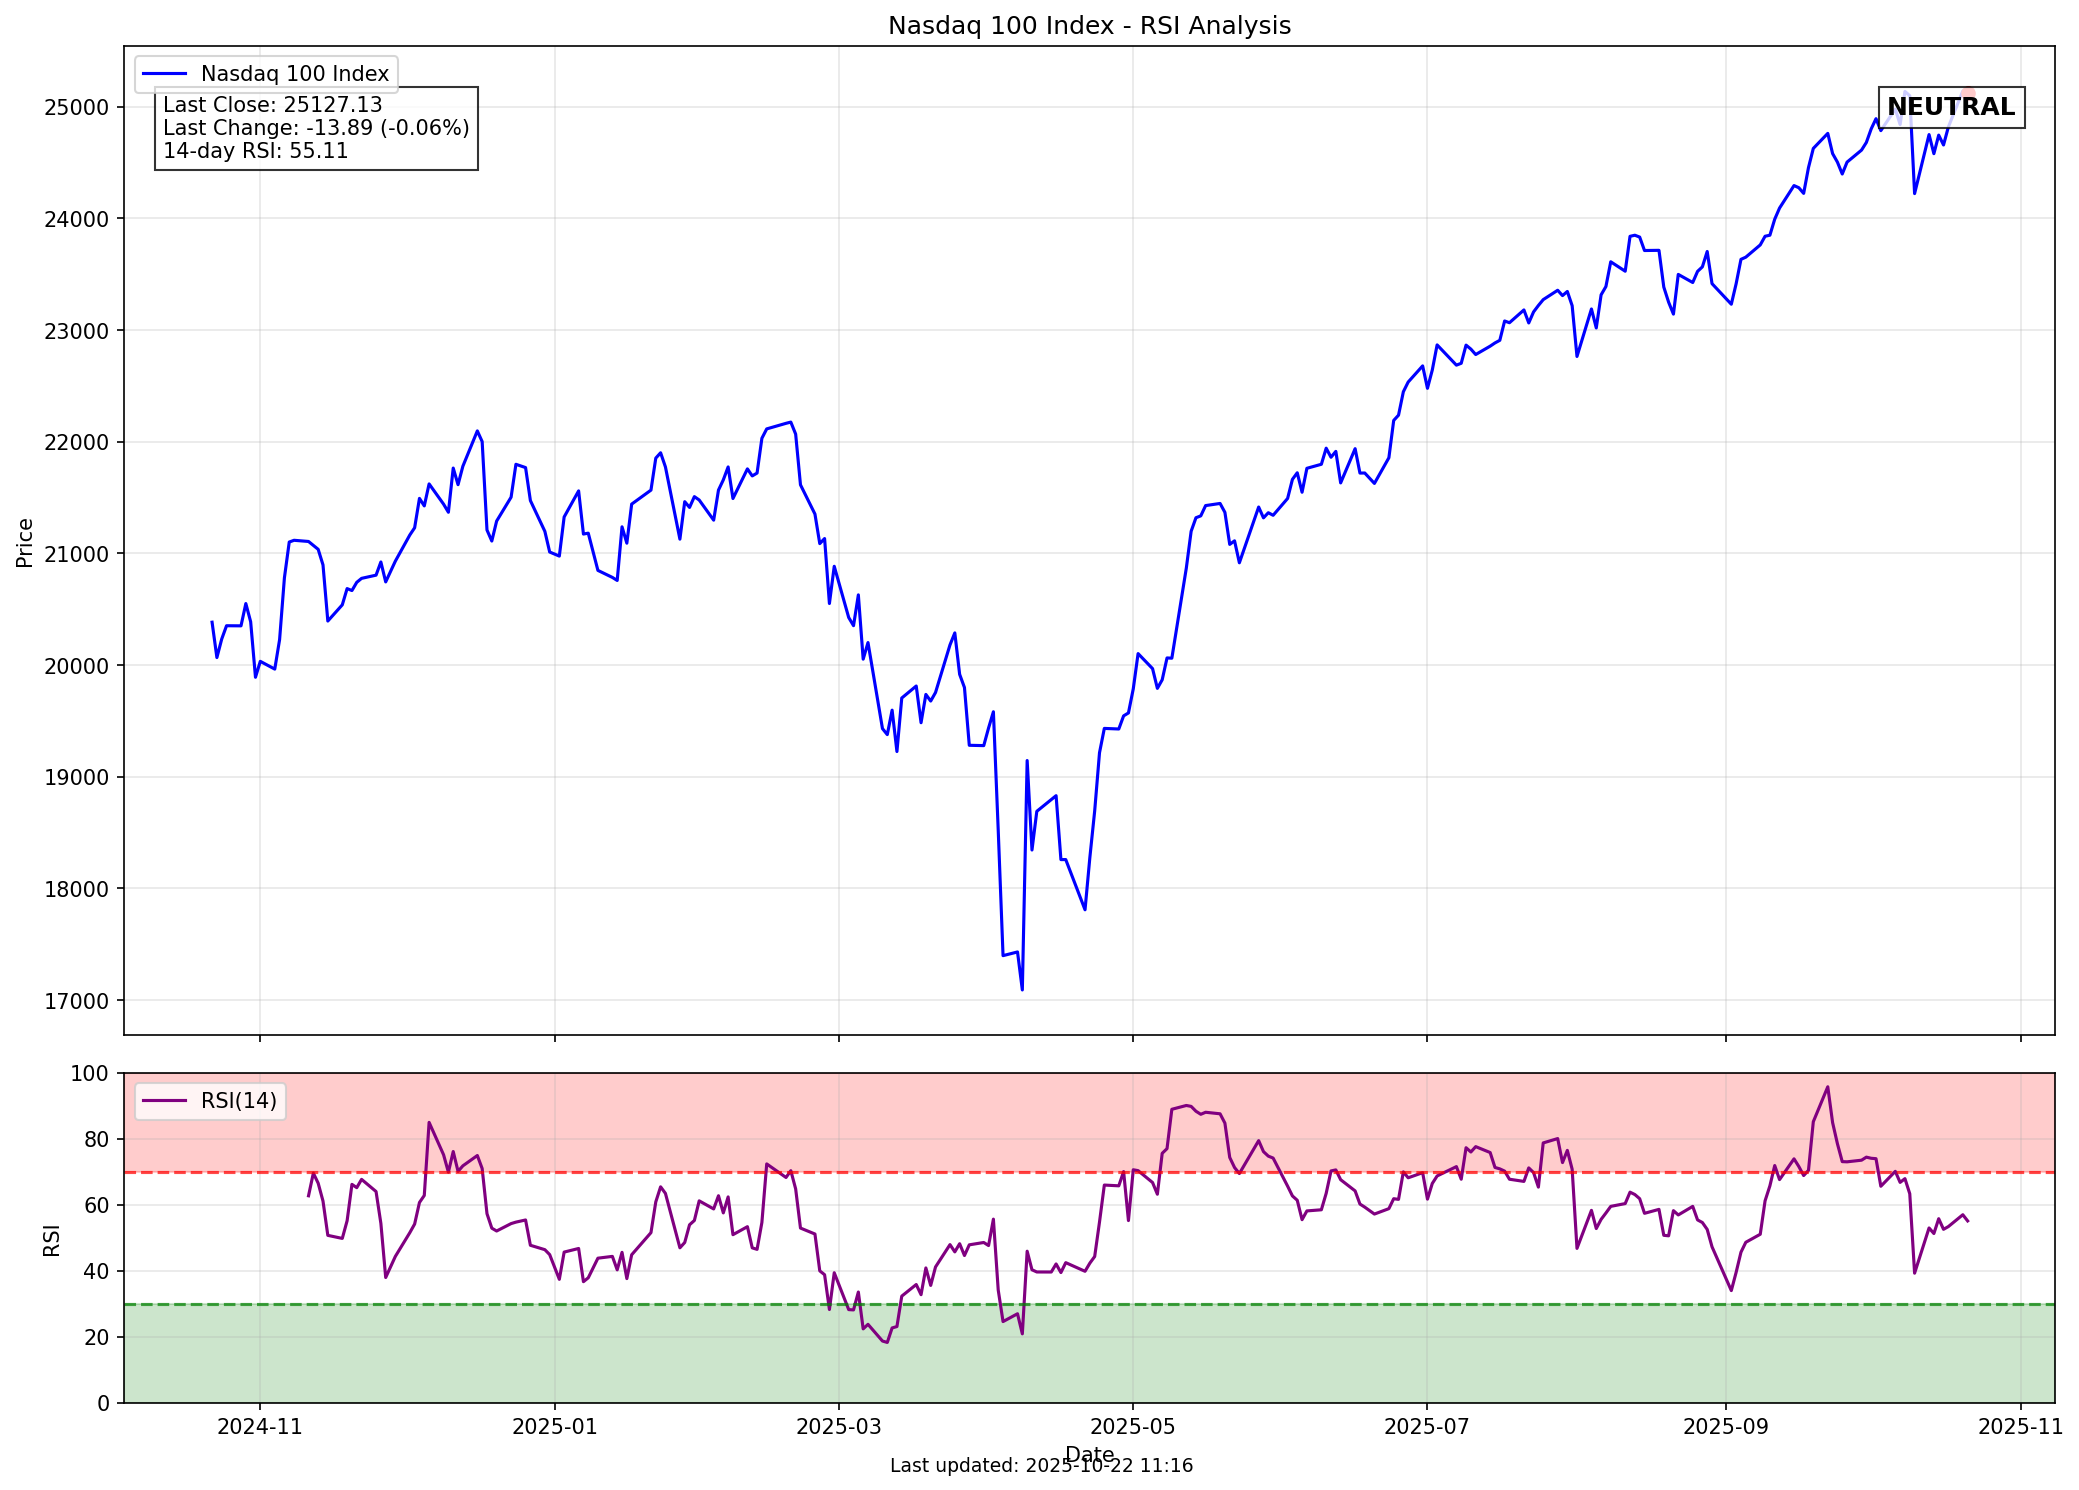 Nasdaq 100 Index - RSI Analysis
Nasdaq 100 Index
Last Close: 25127.13
Last Change: -13.89 (-0.06%)
14-day RSI: 55.11
NEUTRAL
Price
25000
24000
23000
22000
21000
20000
19000
18000
17000
RSI(14)
RSI
100
80
60
40
20
0
2024-11
2025-01
2025-03
2025-05
2025-07
2025-09
2025-11
Date
Last updated: 2025-10-22 11:16